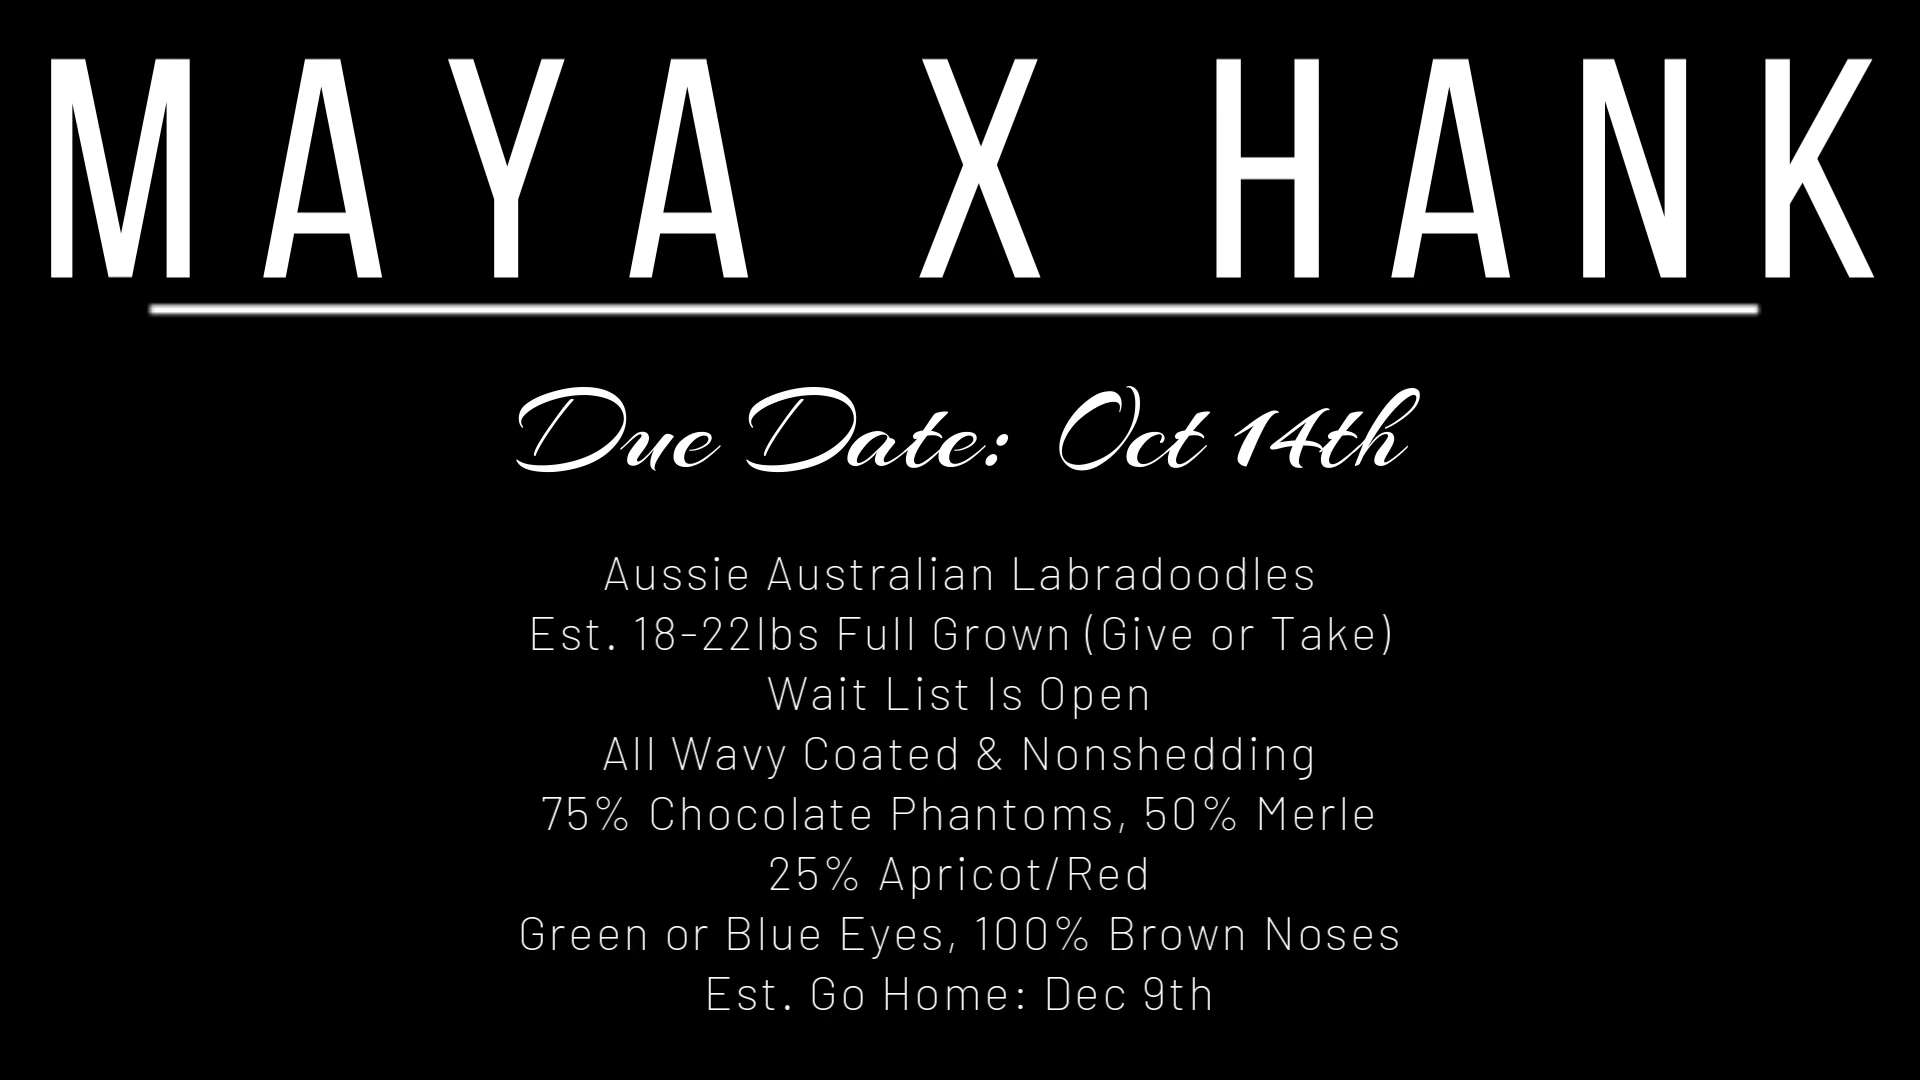 MAYA X HANK
Due Date: Oct 14th
Aussie Australian Labradoodles
Est. 18-22lbs Full Grown (Give or Take)
Wait List Is Open
All Wavy Coated & Nonshedding
75% Chocolate Phantoms, 50% Merle
25% Apricot/Red
Green or Blue Eyes, 100% Brown Noses
Est. Go Home: Dec 9th